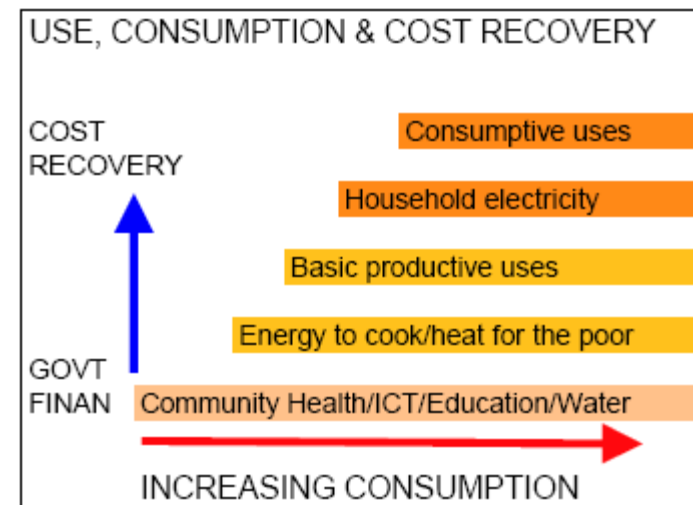 USE, CONSUMPTION & COST RECOVERY
COST
RECOVERY
Consumptive uses
Household electricity
Basic productive uses
Energy to cook/heat for the poor
GOVT
FINAN
Community Health/ICT/Education/Water
INCREASING CONSUMPTION